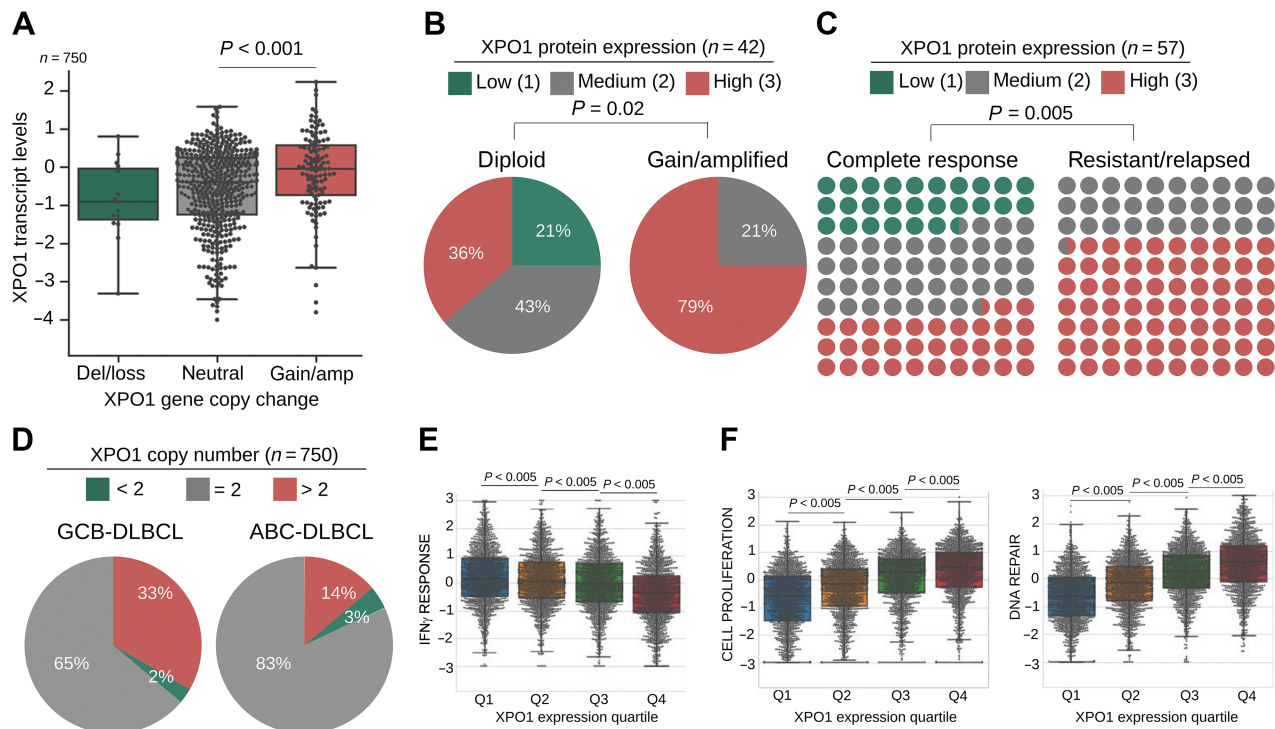 A
n = 750
P < 0.001
XPO1 transcript levels
2
1
0
−1
−2
−3
−4
Del/loss Neutral Gain/amp
XPO1 gene copy change
B
XPO1 protein expression (n = 42)
Low (1) Medium (2) High (3)
P = 0.02
Diploid Gain/amplified
21%
36%
43%
21%
79%
C
XPO1 protein expression (n = 57)
Low (1) Medium (2) High (3)
P = 0.005
Complete response Resistant/relapsed
D
XPO1 copy number (n = 750)
< 2 = 2 > 2
GCB-DLBCL ABC-DLBCL
33%
65%
2%
14%
3%
83%
E
P < 0.005 P < 0.005 P < 0.005
IFNγ RESPONSE
3
2
1
0
−1
−2
−3
Q1 Q2 Q3 Q4
XPO1 expression quartile
F
P < 0.005 P < 0.005 P < 0.005
CELL PROLIFERATION
3
2
1
0
−1
−2
−3
Q1 Q2 Q3 Q4
XPO1 expression quartile
P < 0.005 P < 0.005 P < 0.005
DNA REPAIR
3
2
1
0
−1
−2
−3
Q1 Q2 Q3 Q4
XPO1 expression quartile